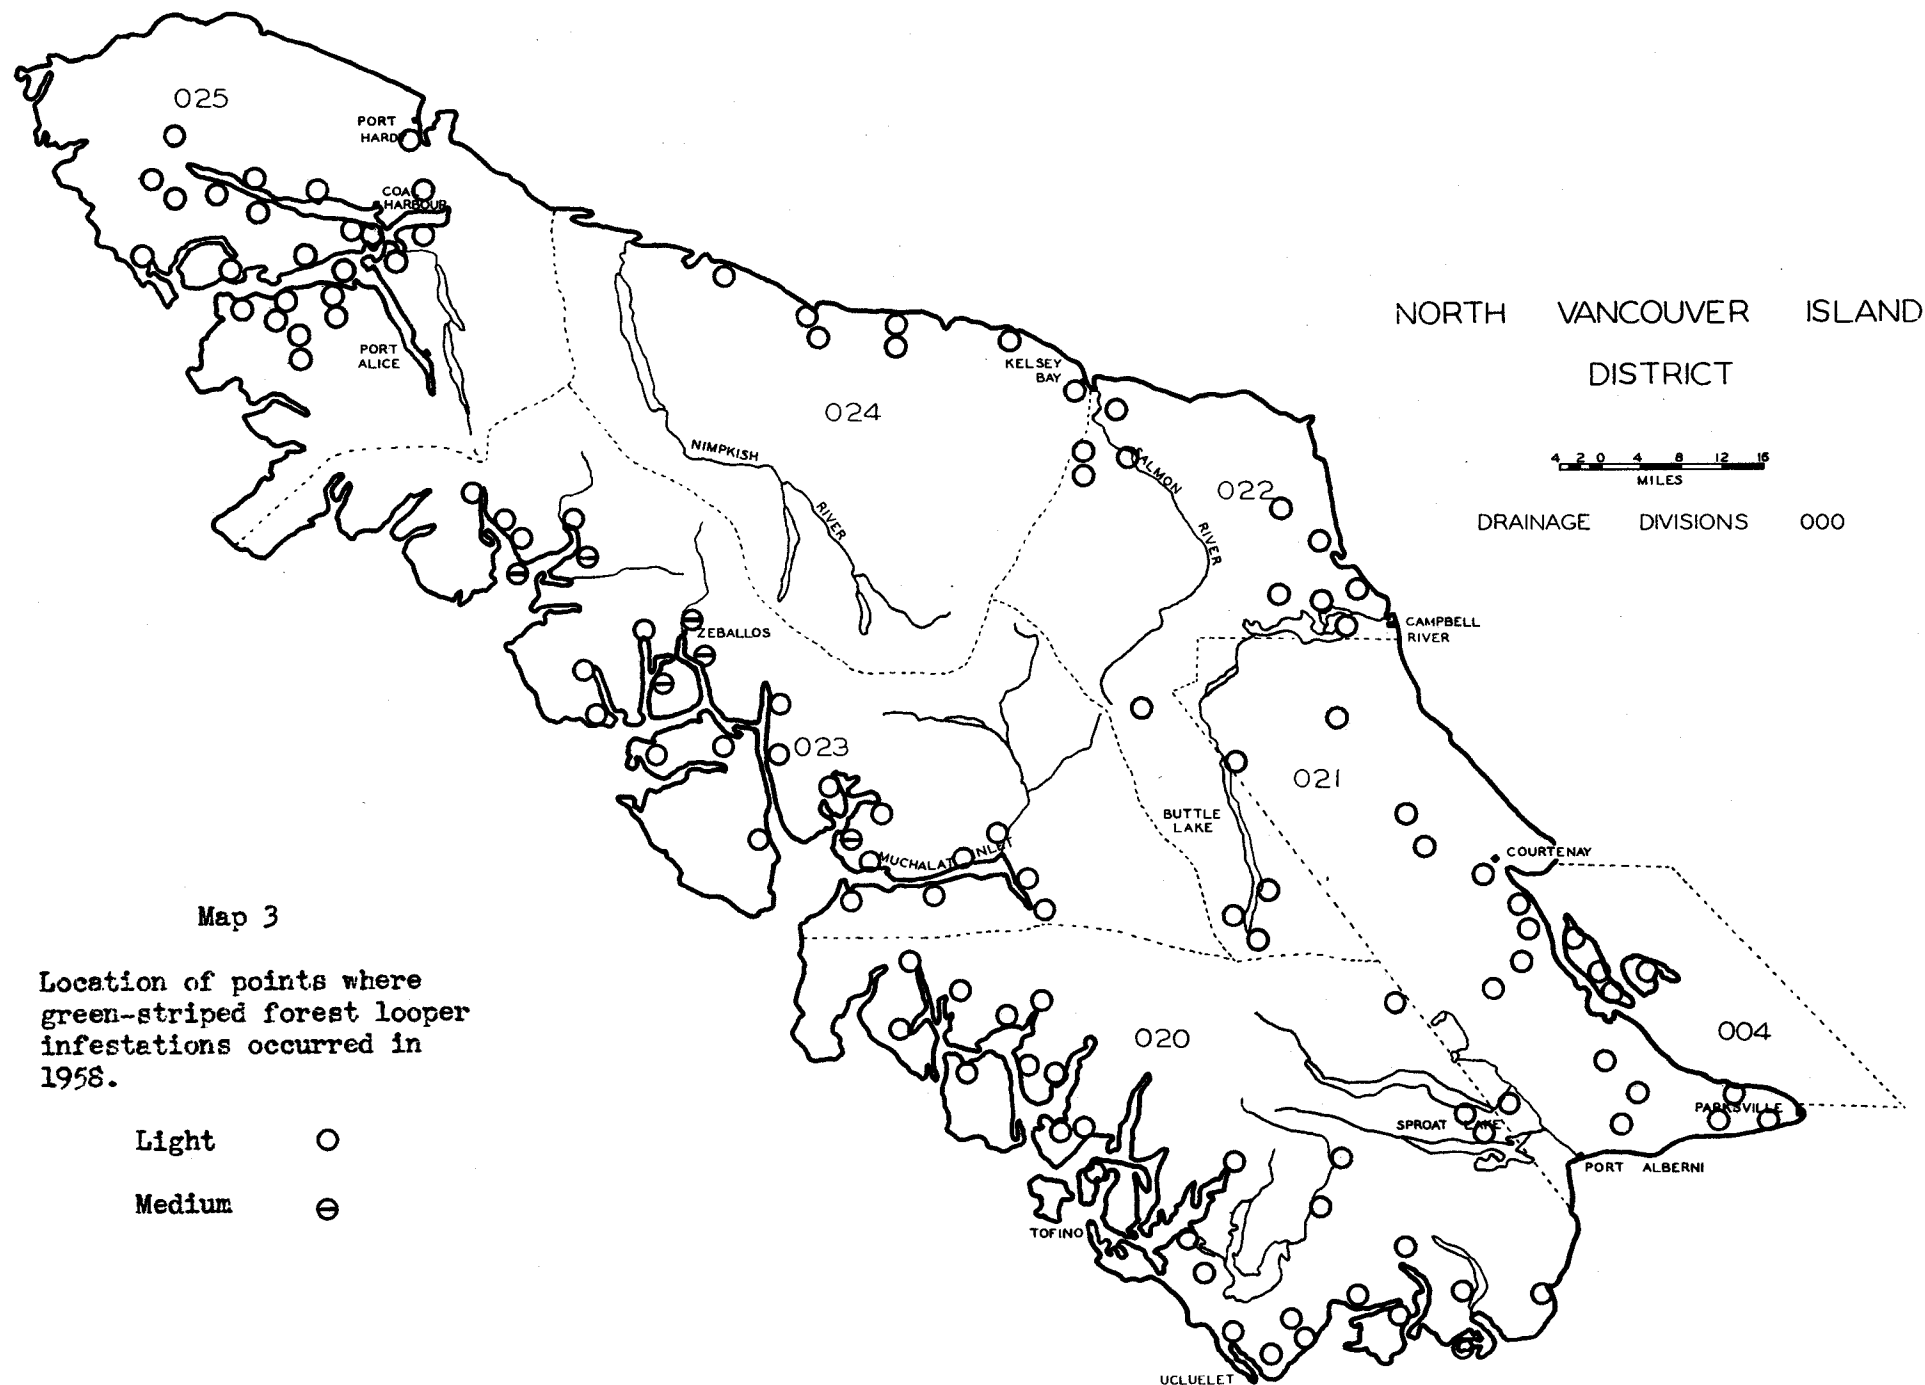 025
PORT
HARD
COAL
HARBOUR
PORT
ALICE
NORTH VANCOUVER ISLAND
DISTRICT
4 2 0 4 8 12 16
MILES
DRAINAGE DIVISIONS 000
KELSEY
BAY
024
NIMPKISH
RIVER
SALMON
RIVER
022
CAMPBELL
RIVER
ZEBALLOS
023
021
BUTTLE
LAKE
COURTENAY
MUCHALAT INLET
Map 3
Location of points where
green-striped forest looper
infestations occurred in
1958.
Light
Medium
020
004
PARKSVILLE
SPROAT LAKE
PORT ALBERNI
TOFINO
UCLUELET